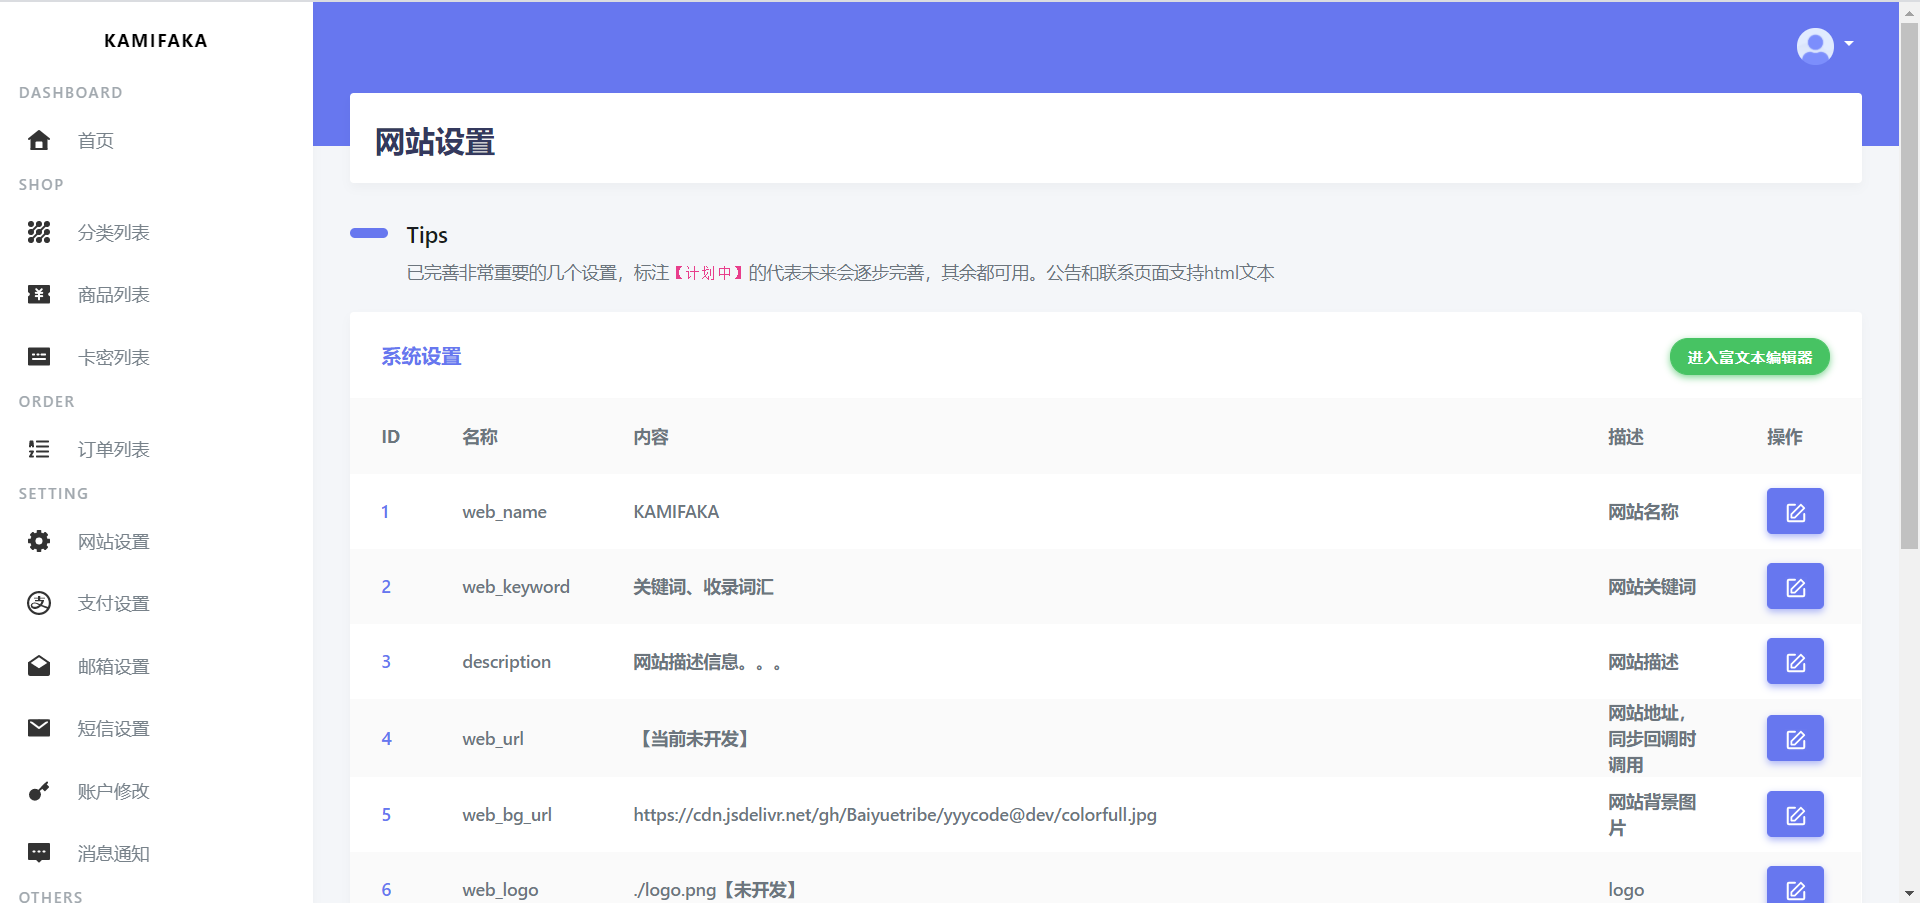 KAMIFAKA
DASHBOARD
首页
SHOP
分类列表
商品列表
卡密列表
ORDER
订单列表
SETTING
网站设置
支付设置
邮箱设置
短信设置
账户修改
消息通知
OTHERS
网站设置
Tips
已完善非常重要的几个设置，标注【计划中】的代表未来会逐步完善，其余都可用。公告和联系页面支持html文本
系统设置
进入富文本编辑器
ID 名称 内容 描述 操作
1 web_name KAMIFAKA 网站名称
2 web_keyword 关键词、收录词汇 网站关键词
3 description 网站描述信息。。。 网站描述
4 web_url 【当前未开发】 网站地址，
同步回调时
调用
5 web_bg_url https://cdn.jsdelivr.net/gh/Baiyuetribe/yyycode@dev/colorfull.jpg 网站背景图
片
6 web_logo ./logo.png【未开发】 logo